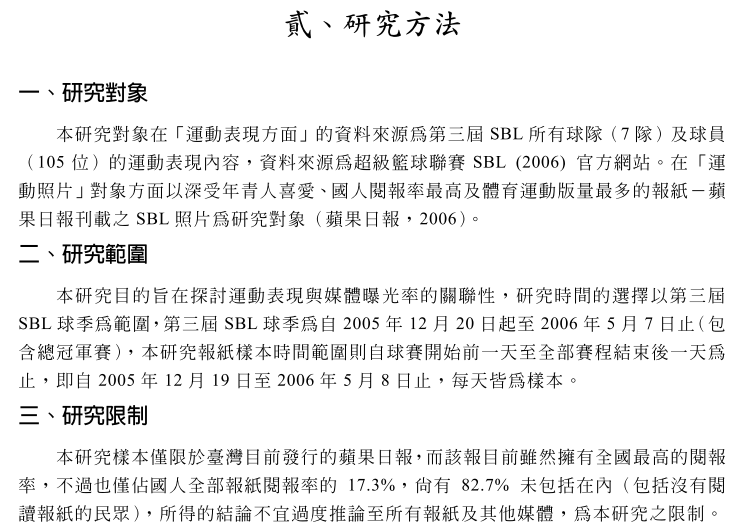 貳、研究方法
一、研究對象
本研究對象在「運動表現方面」的資料來源為第三屆 SBL 所有球隊（7 隊）及球員
（105 位）的運動表現內容，資料來源為超級籃球聯賽 SBL (2006) 官方網站。在「運
動照片」對象方面以深受年青人喜愛、國人閱報率最高及體育運動版量最多的報紙－蘋
果日報刊載之 SBL 照片為研究對象（蘋果日報，2006）。
二、研究範圍
本研究目的旨在探討運動表現與媒體曝光率的關聯性，研究時間的選擇以第三屆
SBL 球季為範圍，第三屆 SBL 球季為自 2005 年 12 月 20 日起至 2006 年 5 月 7 日止（包
含總冠軍賽），本研究報紙樣本時間範圍則自球賽開始前一天至全部賽程結束後一天為
止，即自 2005 年 12 月 19 日至 2006 年 5 月 8 日止，每天皆為樣本。
三、研究限制
本研究樣本僅限於臺灣目前發行的蘋果日報，而該報目前雖然擁有全國最高的閱報
率，不過也僅佔國人全部報紙閱報率的 17.3%，尚有 82.7% 未包括在內（包括沒有閱
讀報紙的民眾），所得的結論不宜過度推論至所有報紙及其他媒體，為本研究之限制。